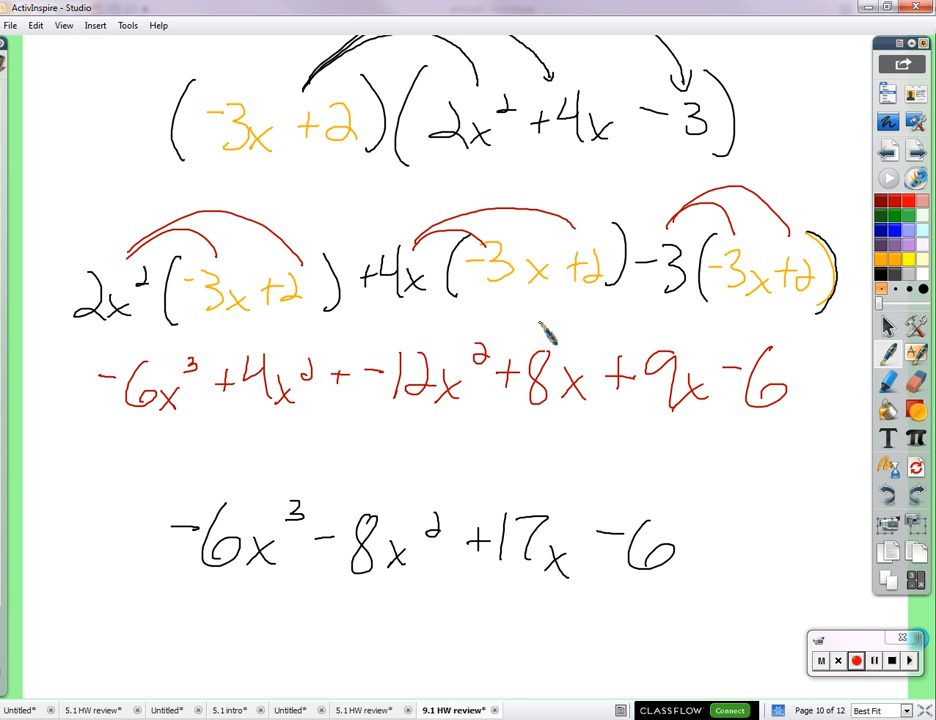 ActivInspire - Studio
File Edit View Insert Tools Help
(-3x +2)(2x² +4x -3)
2x²(-3x+2) +4x(-3x+2) -3(-3x+2)
-6x³ +4x² + -12x² +8x +9x -6
-6x³ -8x² +17x -6
T π
M
Untitled* 5.1 HW review* Untitled* 5.1 intro* Untitled* 5.1 HW review* 9.1 HW review* CLASSFLOW Connect Page 10 of 12 Best Fit